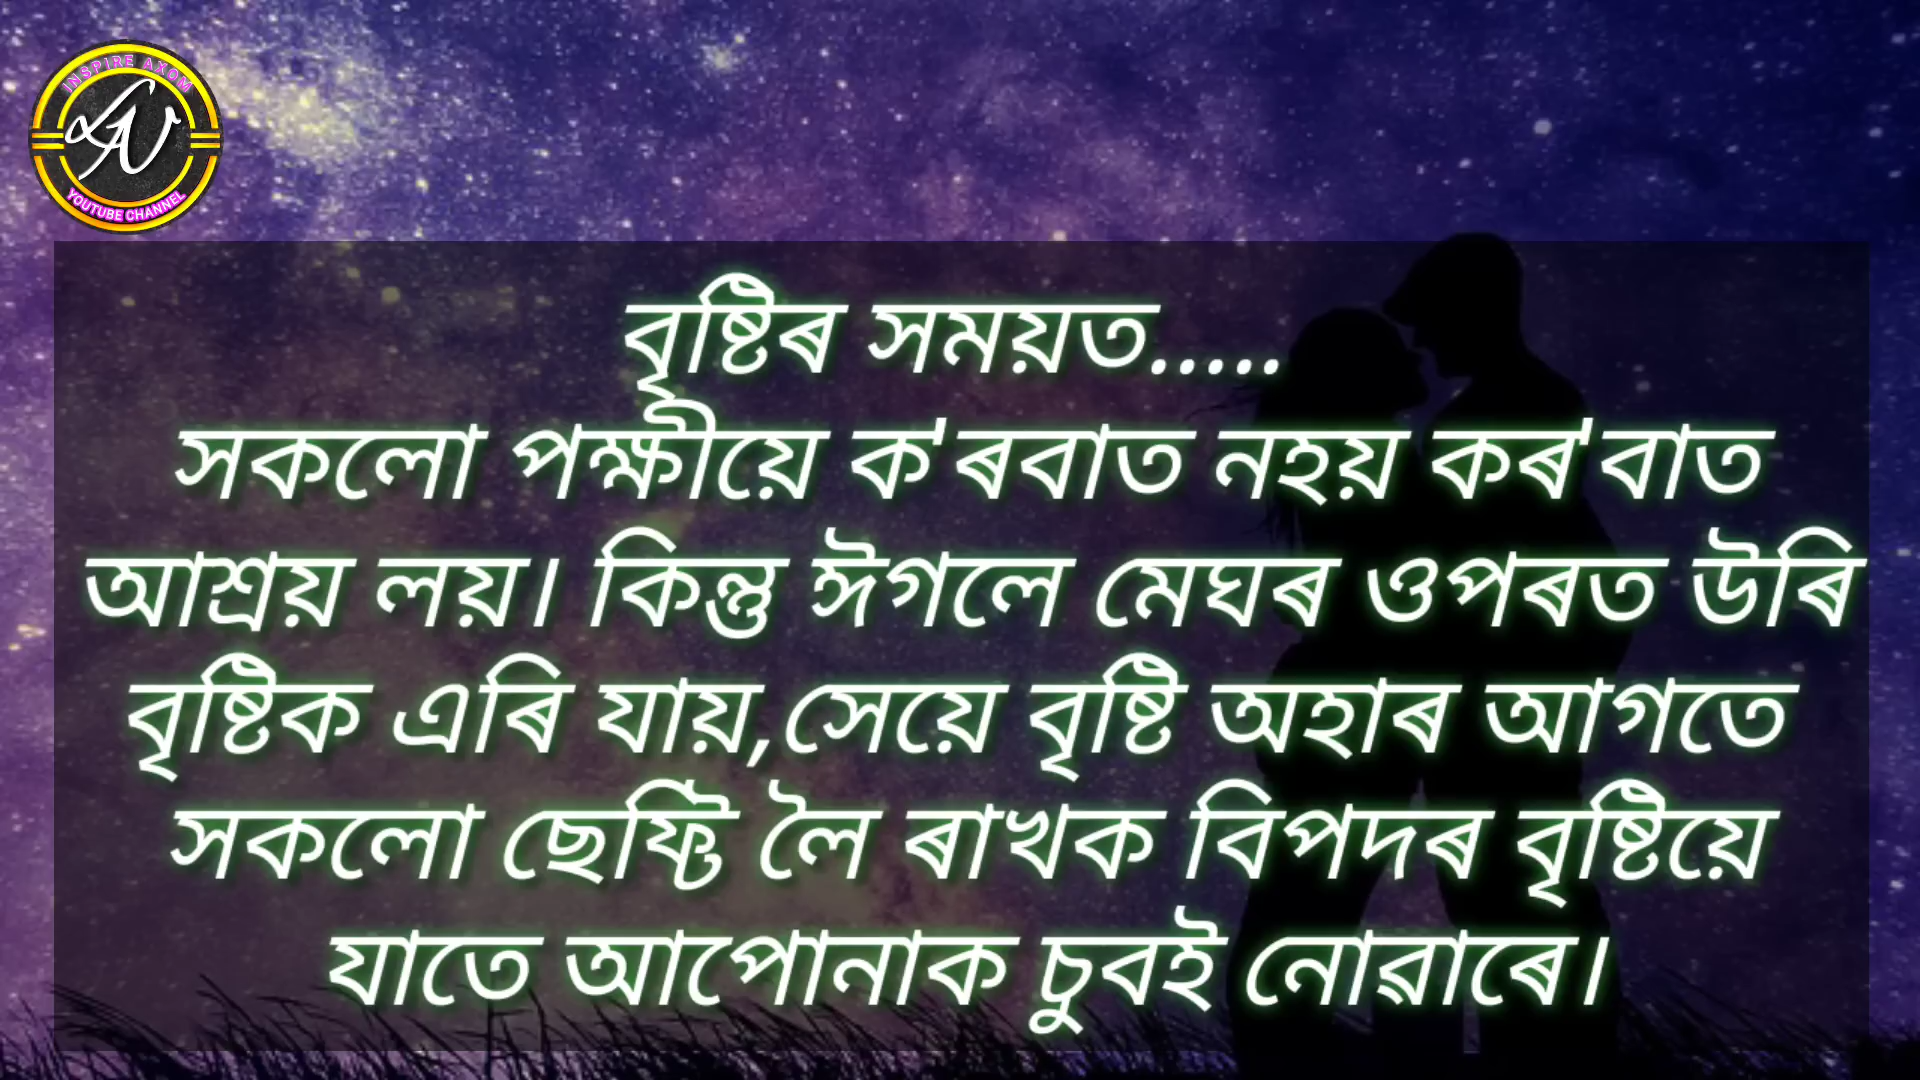 INSPIRE AXOM
YOUTUBE CHANNEL
বৃষ্টিৰ সময়ত.....
সকলো পক্ষীয়ে ক'ৰবাত নহয় কৰ'বাত
আশ্ৰয় লয়। কিন্তু ঈগলে মেঘৰ ওপৰত উৰি
বৃষ্টিক এৰি যায়,সেয়ে বৃষ্টি অহাৰ আগতে
সকলো ছেফ্টি লৈ ৰাখক বিপদৰ বৃষ্টিয়ে
যাতে আপোনাক চুবই নোৱাৰে।